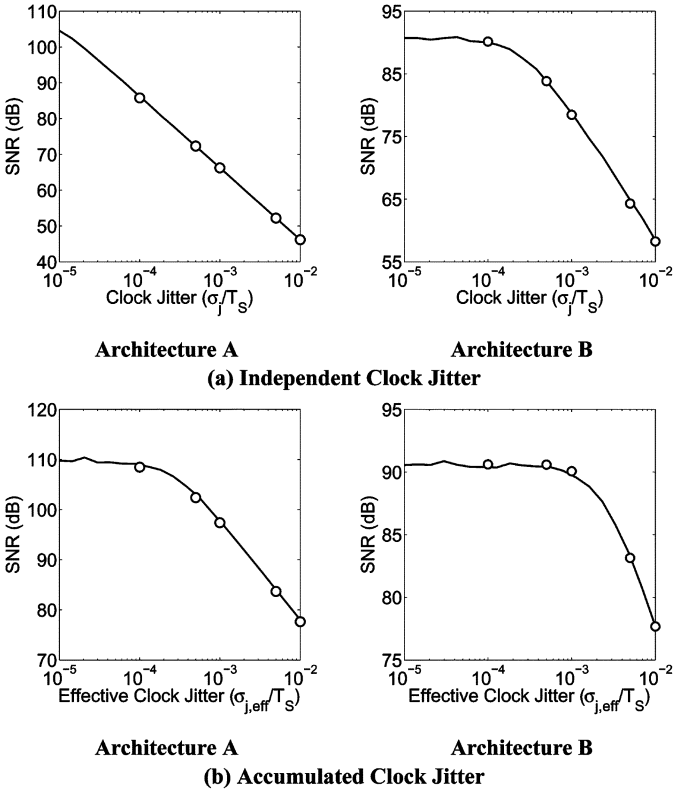 110
100
90
80
70
60
50
40
SNR (dB)
10⁻⁵ 10⁻⁴ 10⁻³ 10⁻²
Clock Jitter (σj/TS)
95
85
75
65
55
SNR (dB)
10⁻⁵ 10⁻⁴ 10⁻³ 10⁻²
Clock Jitter (σj/TS)
Architecture A
Architecture B
(a) Independent Clock Jitter
120
110
100
90
80
70
SNR (dB)
10⁻⁵ 10⁻⁴ 10⁻³ 10⁻²
Effective Clock Jitter (σj,eff/TS)
95
90
85
80
75
SNR (dB)
10⁻⁵ 10⁻⁴ 10⁻³ 10⁻²
Effective Clock Jitter (σj,eff/TS)
Architecture A
Architecture B
(b) Accumulated Clock Jitter